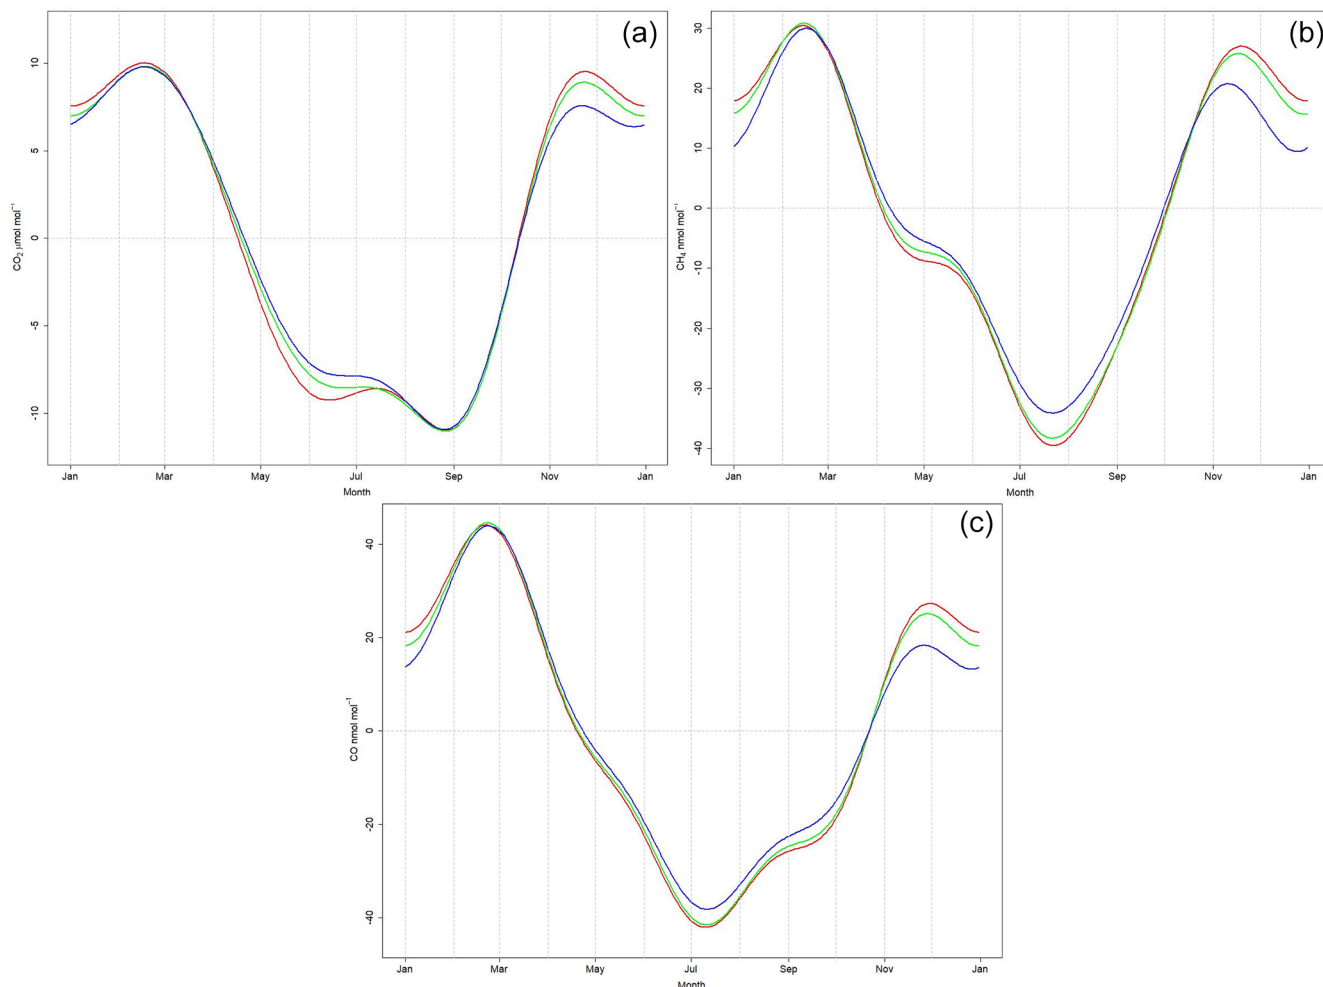 (a)
10
5
0
-5
-10
CO₂ μmol mol⁻¹
Jan Mar May Jul Sep Nov Jan
Month
(b)
30
20
10
0
-10
-20
-30
-40
CH₄ nmol mol⁻¹
Jan Mar May Jul Sep Nov Jan
Month
(c)
40
20
0
-20
-40
CO nmol mol⁻¹
Jan Mar May Jul Sep Nov Jan
Month